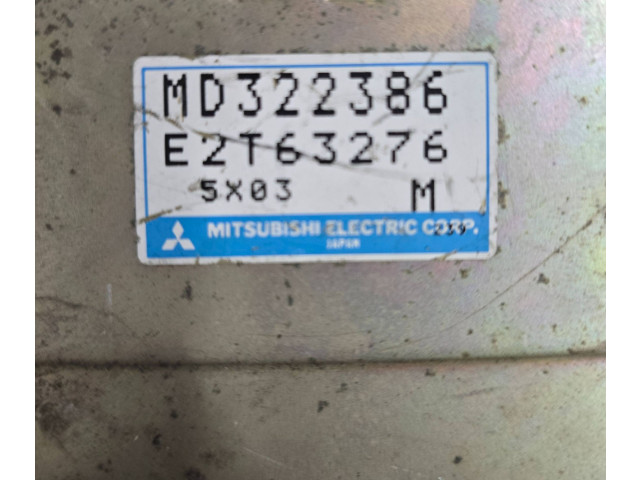 MD322386
E2T63276
5X03 M
MITSUBISHI ELECTRIC CORP.
JAPAN